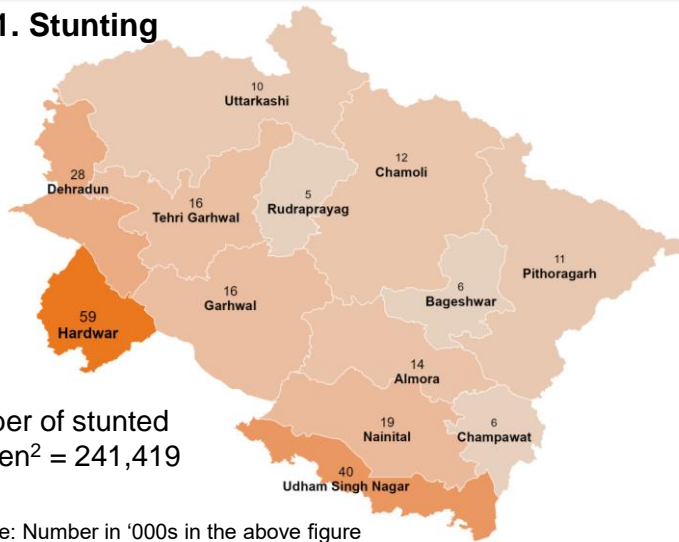 1. Stunting
10
Uttarkashi
12
Chamoli
28
Dehradun
16
Tehri Garhwal
5
Rudraprayag
11
Pithoragarh
16
Garhwal
6
Bageshwar
59
Hardwar
14
Almora
19
Nainital
6
Champawat
40
Udham Singh Nagar
ber of stunted
en² = 241,419
e: Number in ‘000s in the above figure